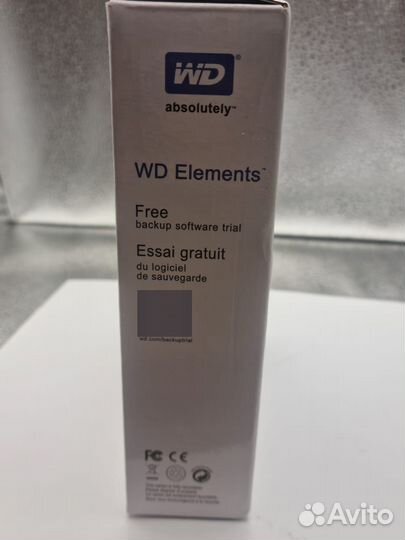 WD®
absolutely™
WD Elements™
Free
backup software trial
Essai gratuit
du logiciel
de sauvegarde
wd.com/backuptrial
FC CE
Avito